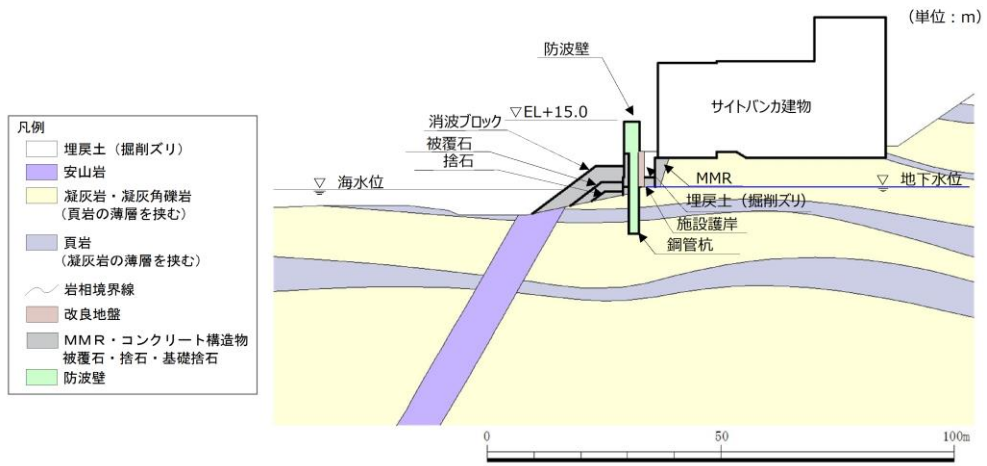 (単位：m)
防波壁
サイトバンカ建物
▽EL+15.0
消波ブロック
被覆石
捨石
海水位
MMR
地下水位
埋戻土（掘削ズリ）
施設護岸
鋼管杭
凡例
埋戻土（掘削ズリ）
安山岩
凝灰岩・凝灰角礫岩
(頁岩の薄層を挟む)
頁岩
(凝灰岩の薄層を挟む)
岩相境界線
改良地盤
ＭＭＲ・コンクリート構造物
被覆石・捨石・基礎捨石
防波壁
0 50 100m